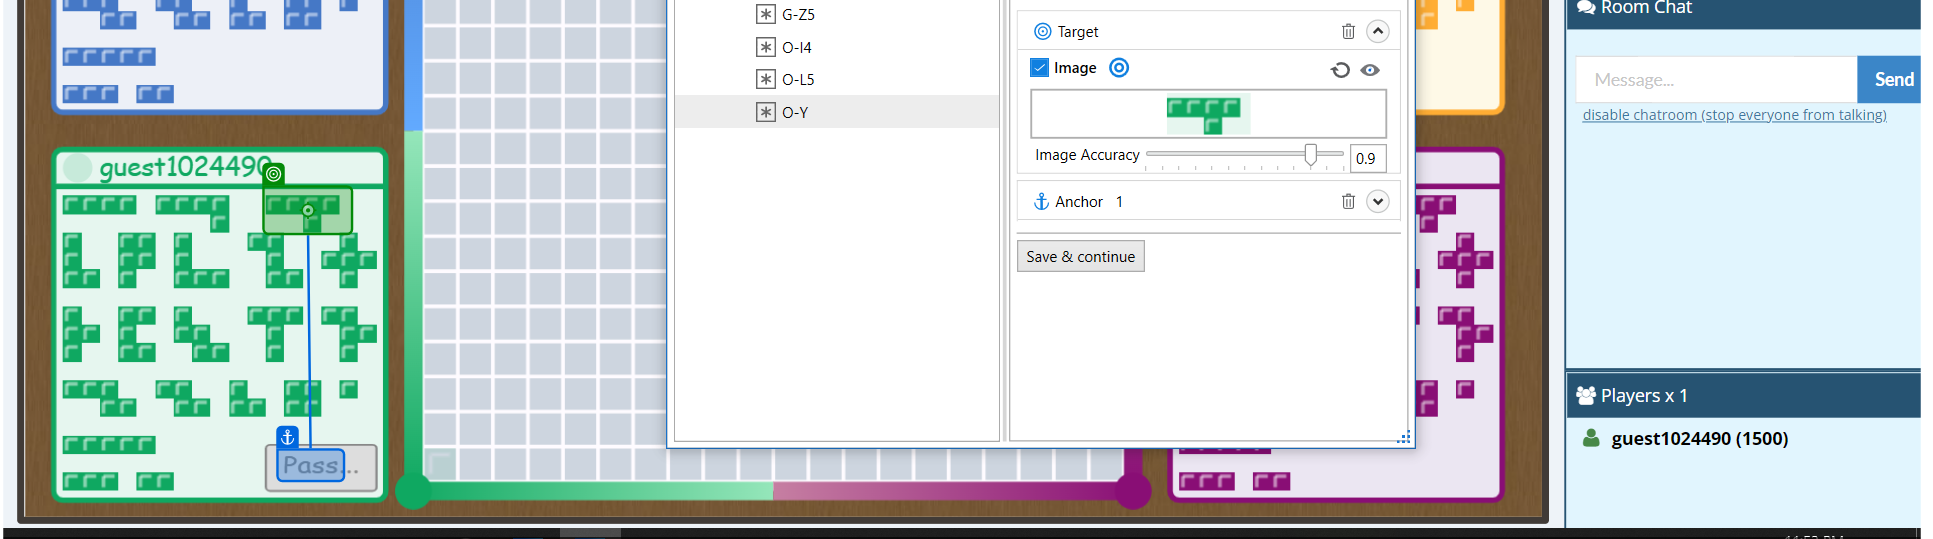 Room Chat
G-Z5
Target
O-I4
Image
O-L5
Message...
Send
O-Y
disable chatroom (stop everyone from talking)
Image Accuracy
0.9
guest1024490
Anchor 1
Save & continue
Players x 1
guest1024490 (1500)
Pass...